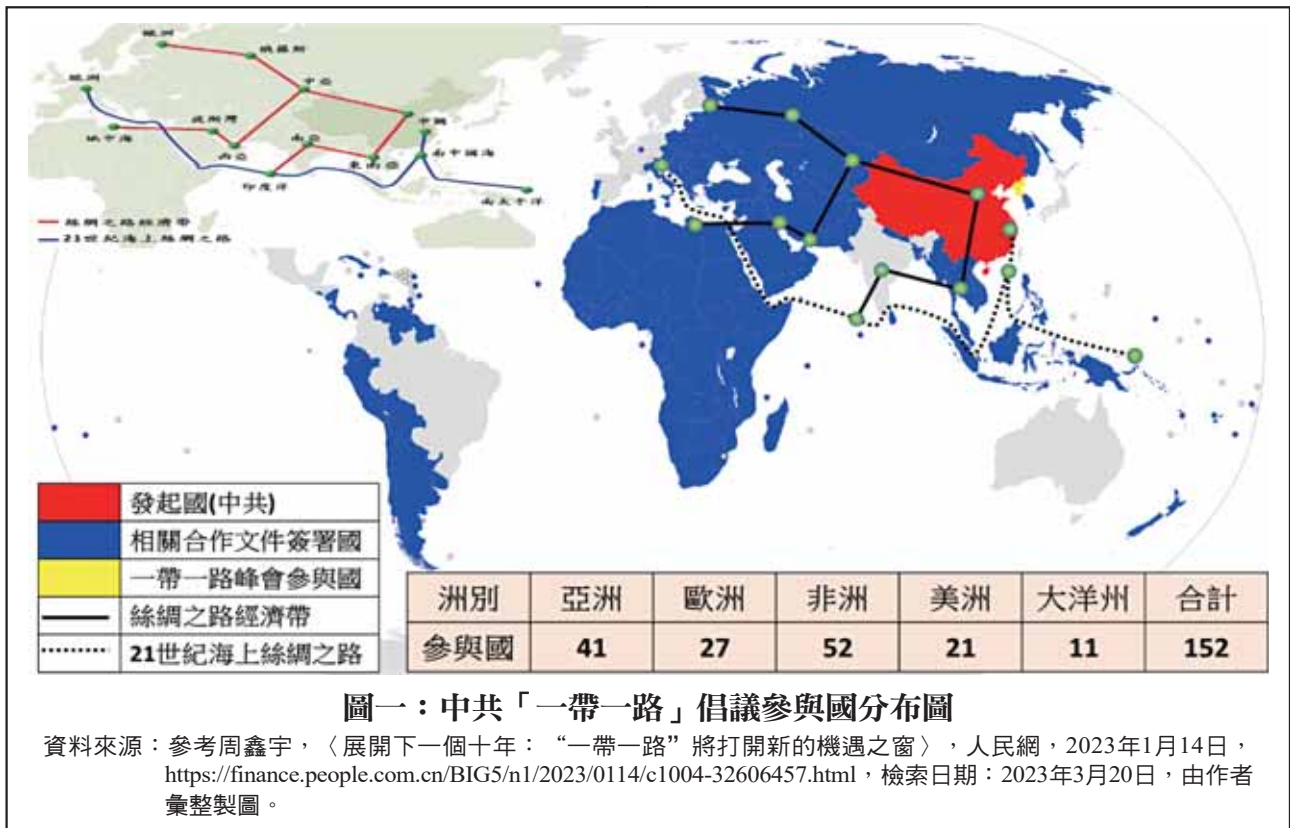 歐洲
俄羅斯
歐洲
中亞
中國
波斯灣
地中海
南亞
西亞
東南亞
南中國海
印度洋
南太平洋
絲綢之路經濟帶
21世紀海上絲綢之路
發起國(中共)
相關合作文件簽署國
一帶一路峰會參與國
絲綢之路經濟帶
21世紀海上絲綢之路
洲別 亞洲 歐洲 非洲 美洲 大洋州 合計
參與國 41 27 52 21 11 152
圖一：中共「一帶一路」倡議參與國分布圖
資料來源：參考周鑫宇，〈展開下一個十年：“一帶一路”將打開新的機遇之窗〉，人民網，2023年1月14日，
https://finance.people.com.cn/BIG5/n1/2023/0114/c1004-32606457.html，檢索日期：2023年3月20日，由作者
彙整製圖。